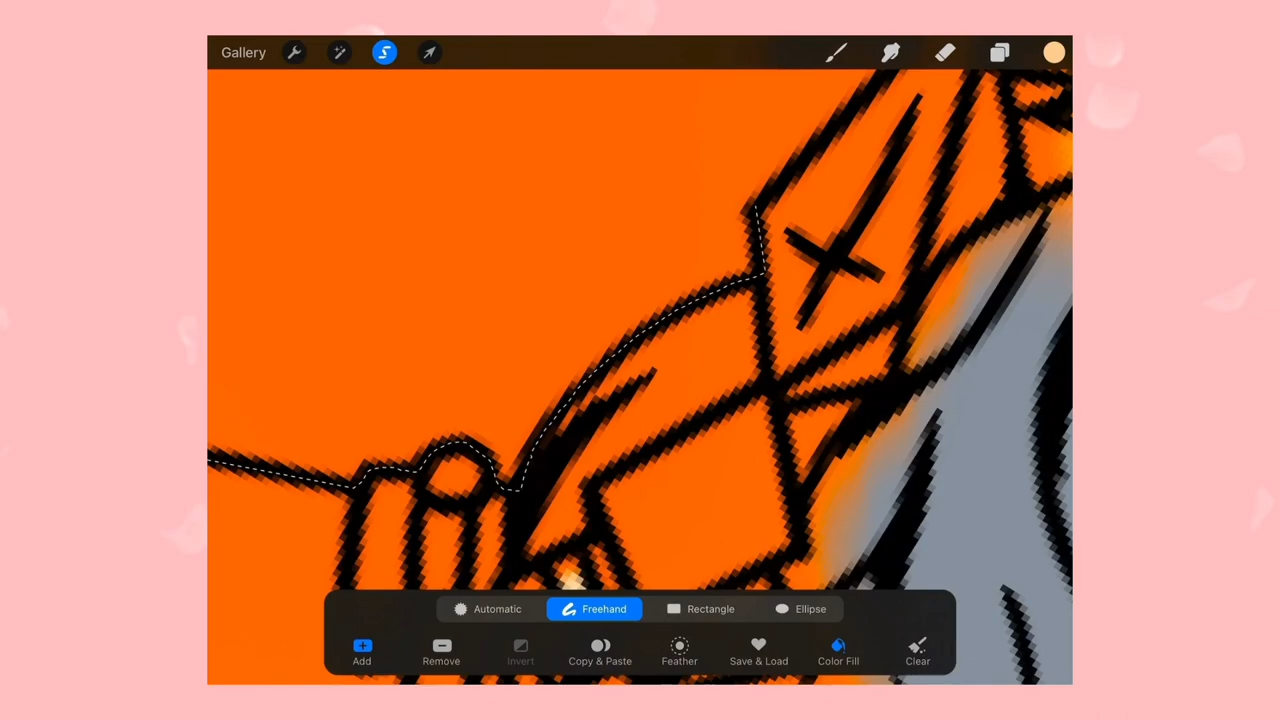 Gallery
Automatic Freehand Rectangle Ellipse
Add Remove Invert Copy & Paste Feather Save & Load Color Fill Clear